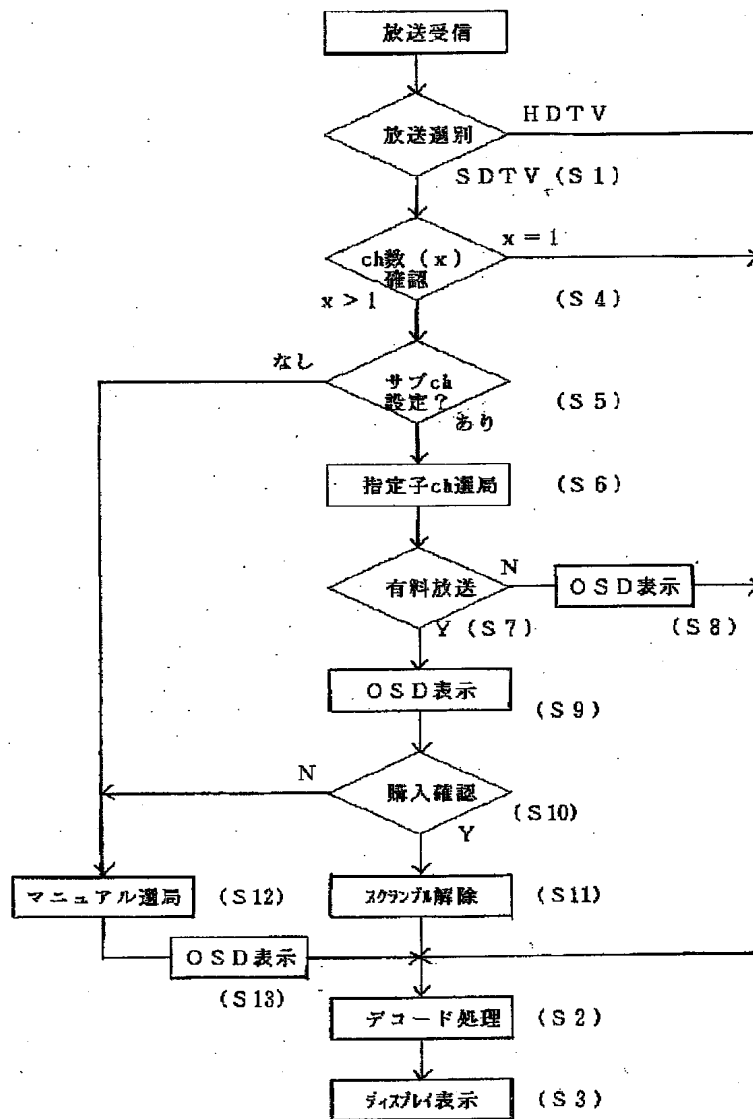 放送受信
HDTV
放送選別
SDTV (S1)
x=1
ch数(x)
確認
x>1
(S4)
なし
サブch
設定?
(S5)
あり
指定子ch選局
(S6)
有料放送
N
OSD表示
Y (S7)
(S8)
OSD表示
(S9)
N
購入確認
(S10)
Y
マニュアル選局
(S12)
スクランブル解除
(S11)
OSD表示
(S13)
デコード処理
(S2)
ディスプレイ表示
(S3)